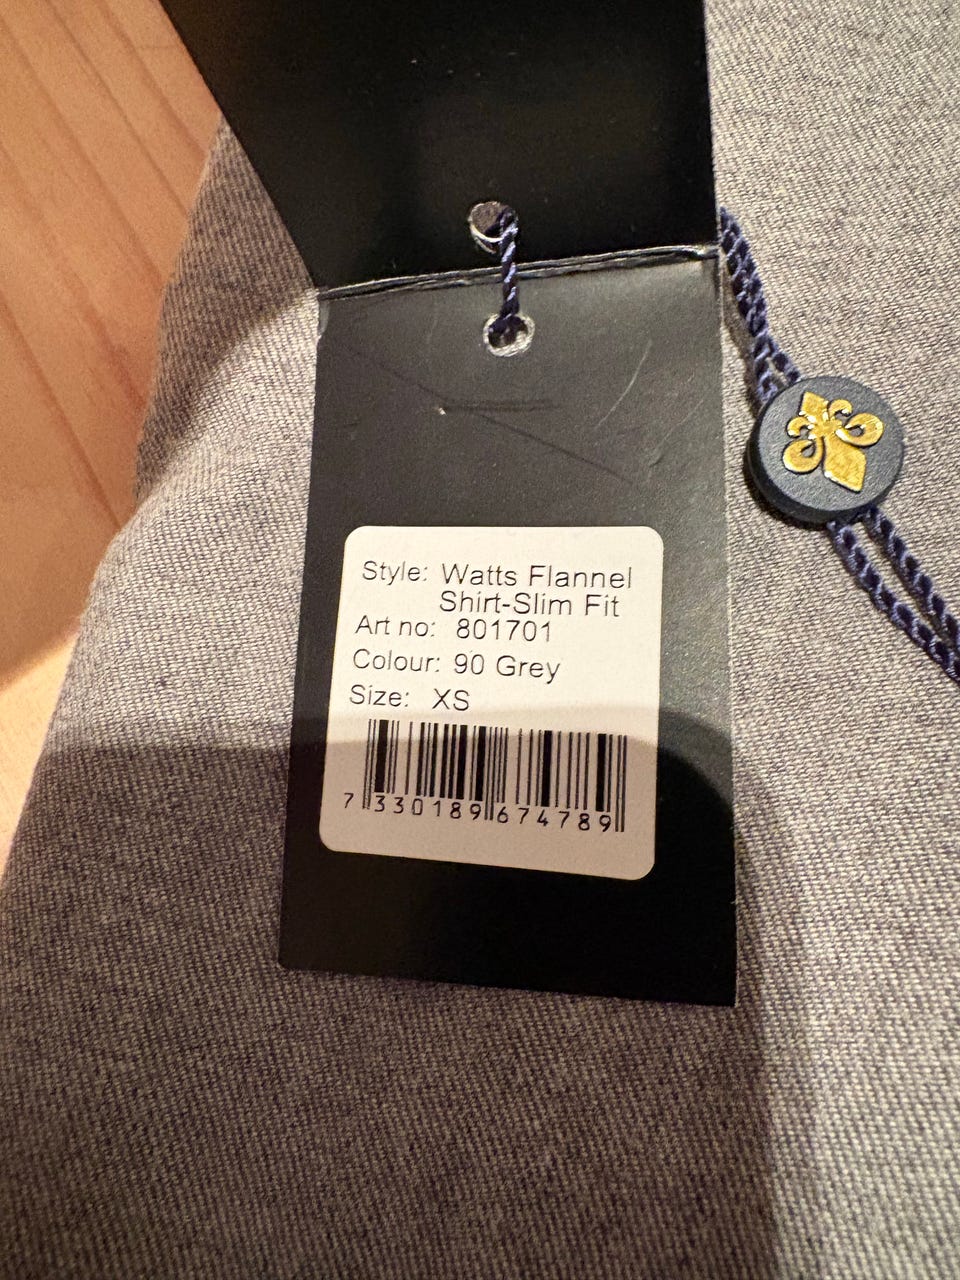 Style: Watts Flannel
Shirt-Slim Fit
Art no: 801701
Colour: 90 Grey
Size: XS
7 330189 674789